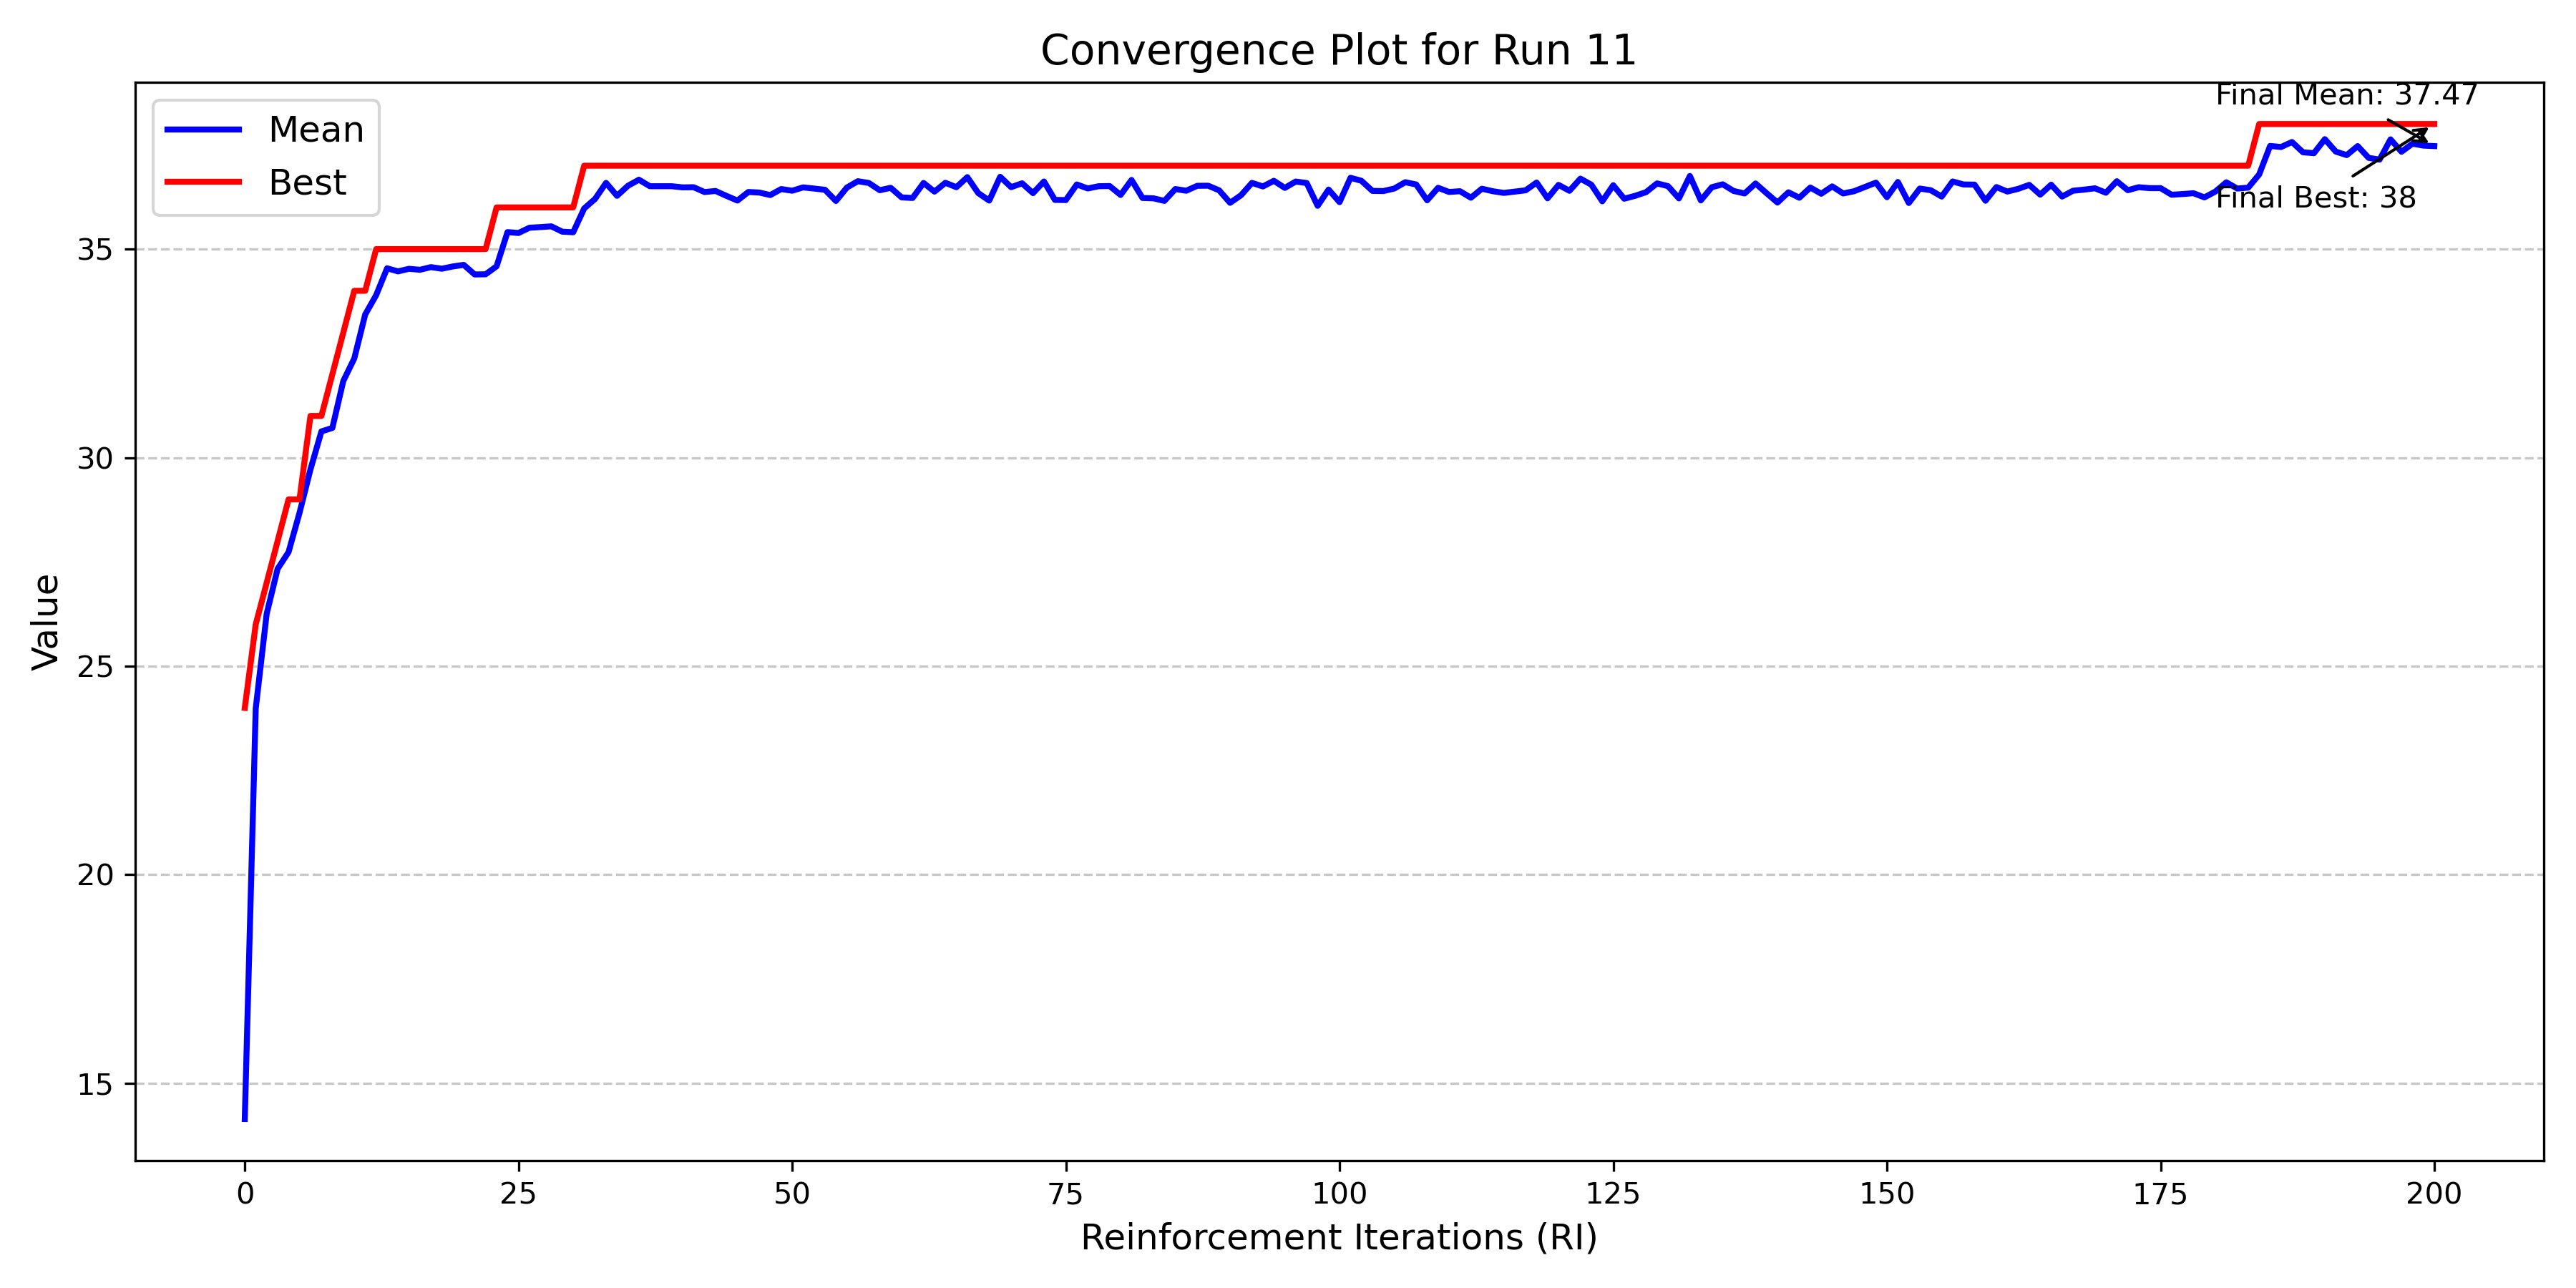 Convergence Plot for Run 11
Mean
Best
Final Mean: 37.47
Final Best: 38
Value
35
30
25
20
15
0 25 50 75 100 125 150 175 200
Reinforcement Iterations (RI)